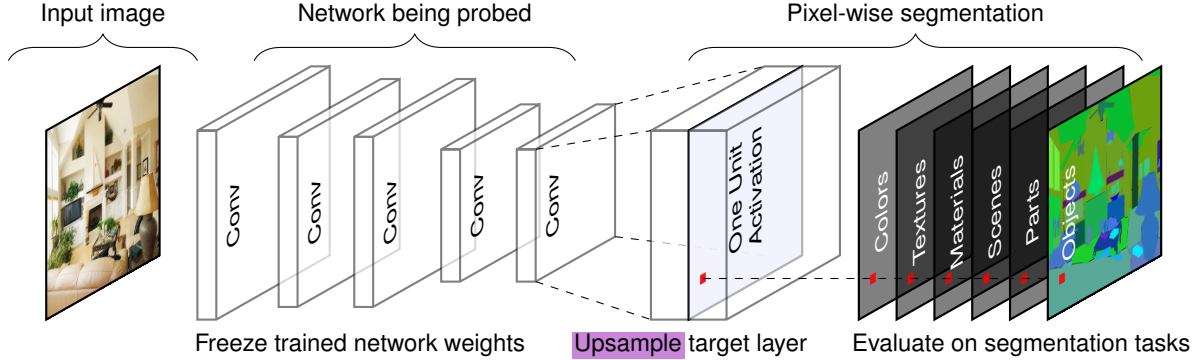 Input image
Network being probed
Pixel-wise segmentation
Conv
Conv
Conv
Conv
Conv
One Unit
Activation
Colors
Textures
Materials
Scenes
Parts
Objects
Freeze trained network weights
Upsample target layer
Evaluate on segmentation tasks